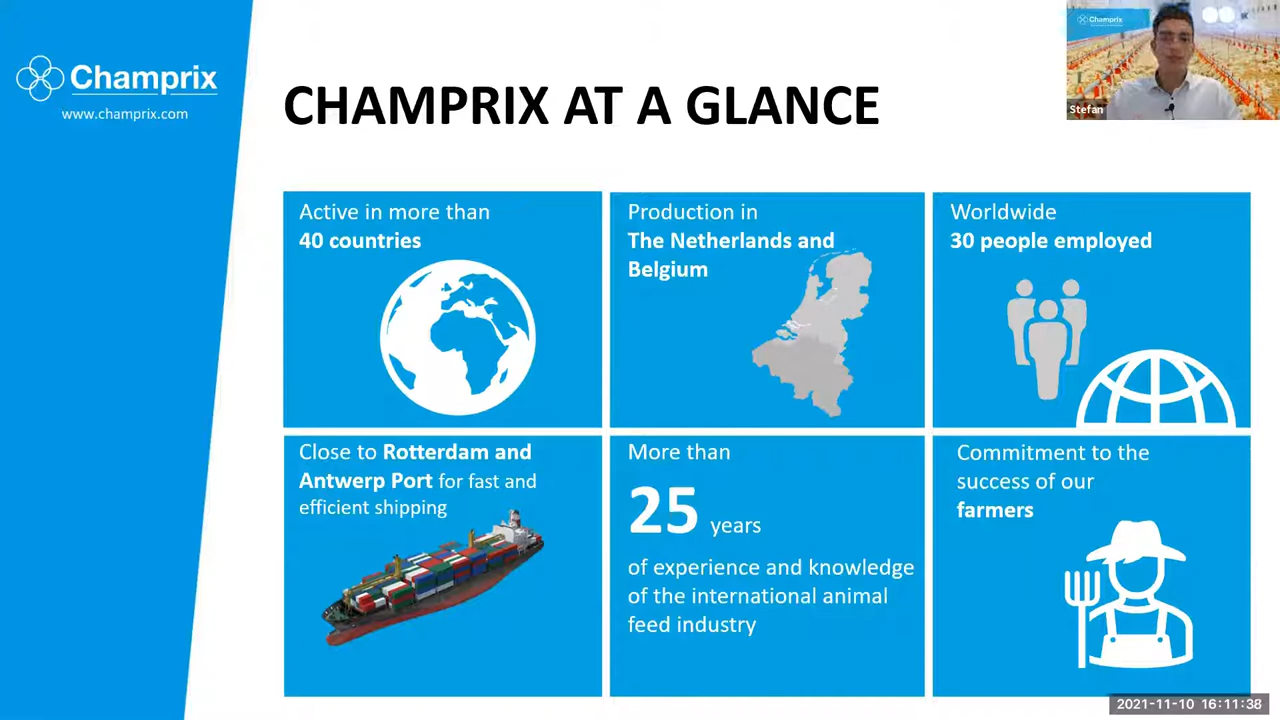 Champrix
www.champrix.com
CHAMPRIX AT A GLANCE
Champrix
Stefan
Active in more than
40 countries
Production in
The Netherlands and
Belgium
Worldwide
30 people employed
Close to Rotterdam and
Antwerp Port for fast and
efficient shipping
More than
25 years
of experience and knowledge
of the international animal
feed industry
Commitment to the
success of our
farmers
2021-11-10 16:11:38